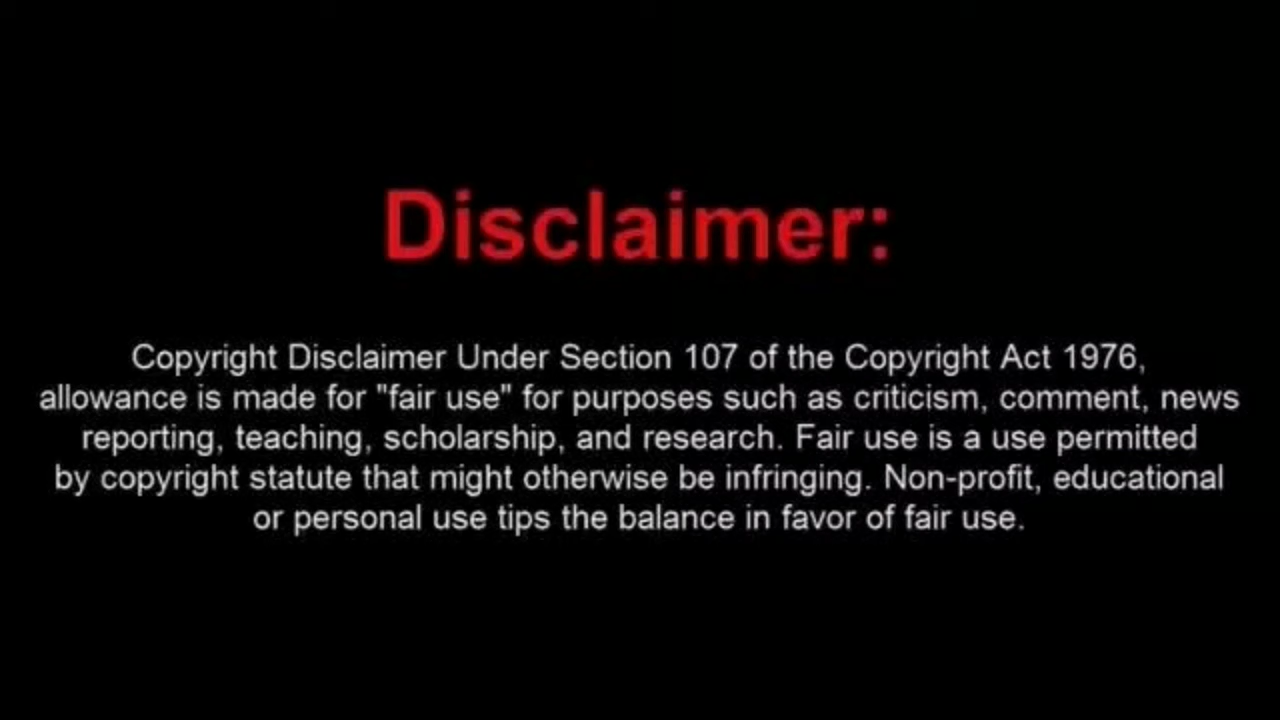 Disclaimer:
Copyright Disclaimer Under Section 107 of the Copyright Act 1976,
allowance is made for "fair use" for purposes such as criticism, comment, news
reporting, teaching, scholarship, and research. Fair use is a use permitted
by copyright statute that might otherwise be infringing. Non-profit, educational
or personal use tips the balance in favor of fair use.